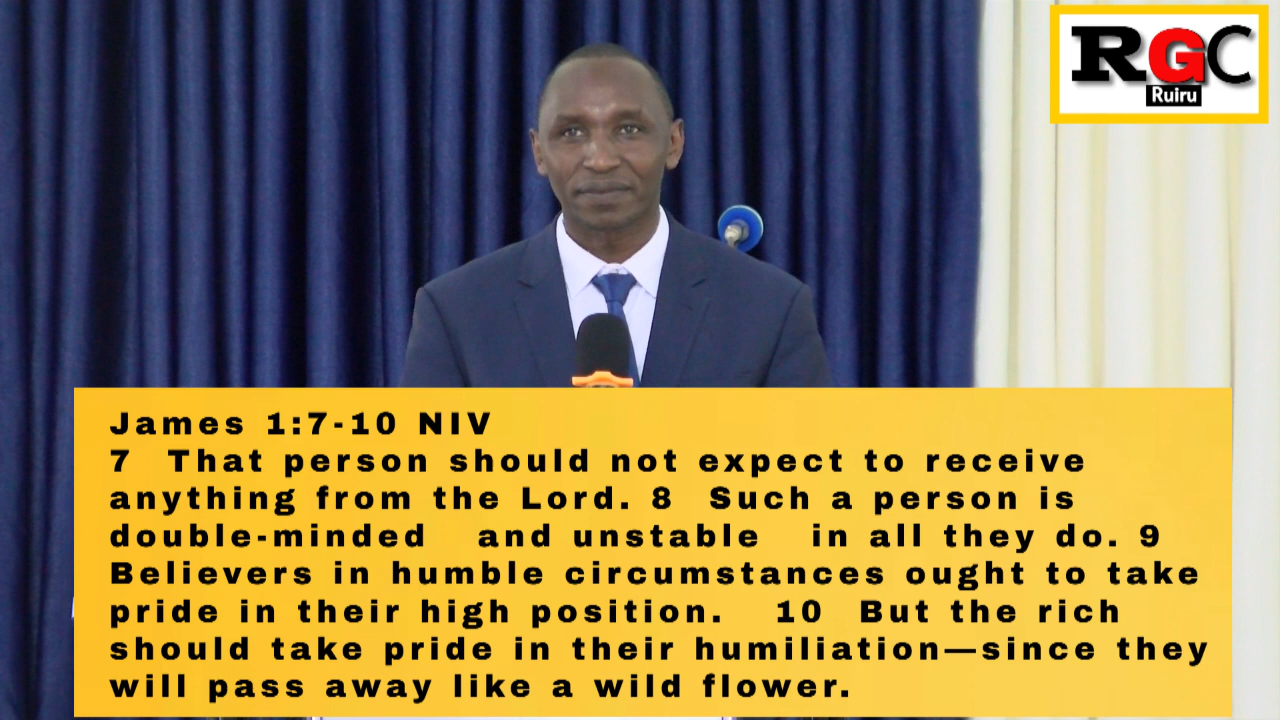 RGC
Ruiru
James 1:7-10 NIV
7 That person should not expect to receive
anything from the Lord. 8 Such a person is
double-minded and unstable in all they do. 9
Believers in humble circumstances ought to take
pride in their high position. 10 But the rich
should take pride in their humiliation—since they
will pass away like a wild flower.